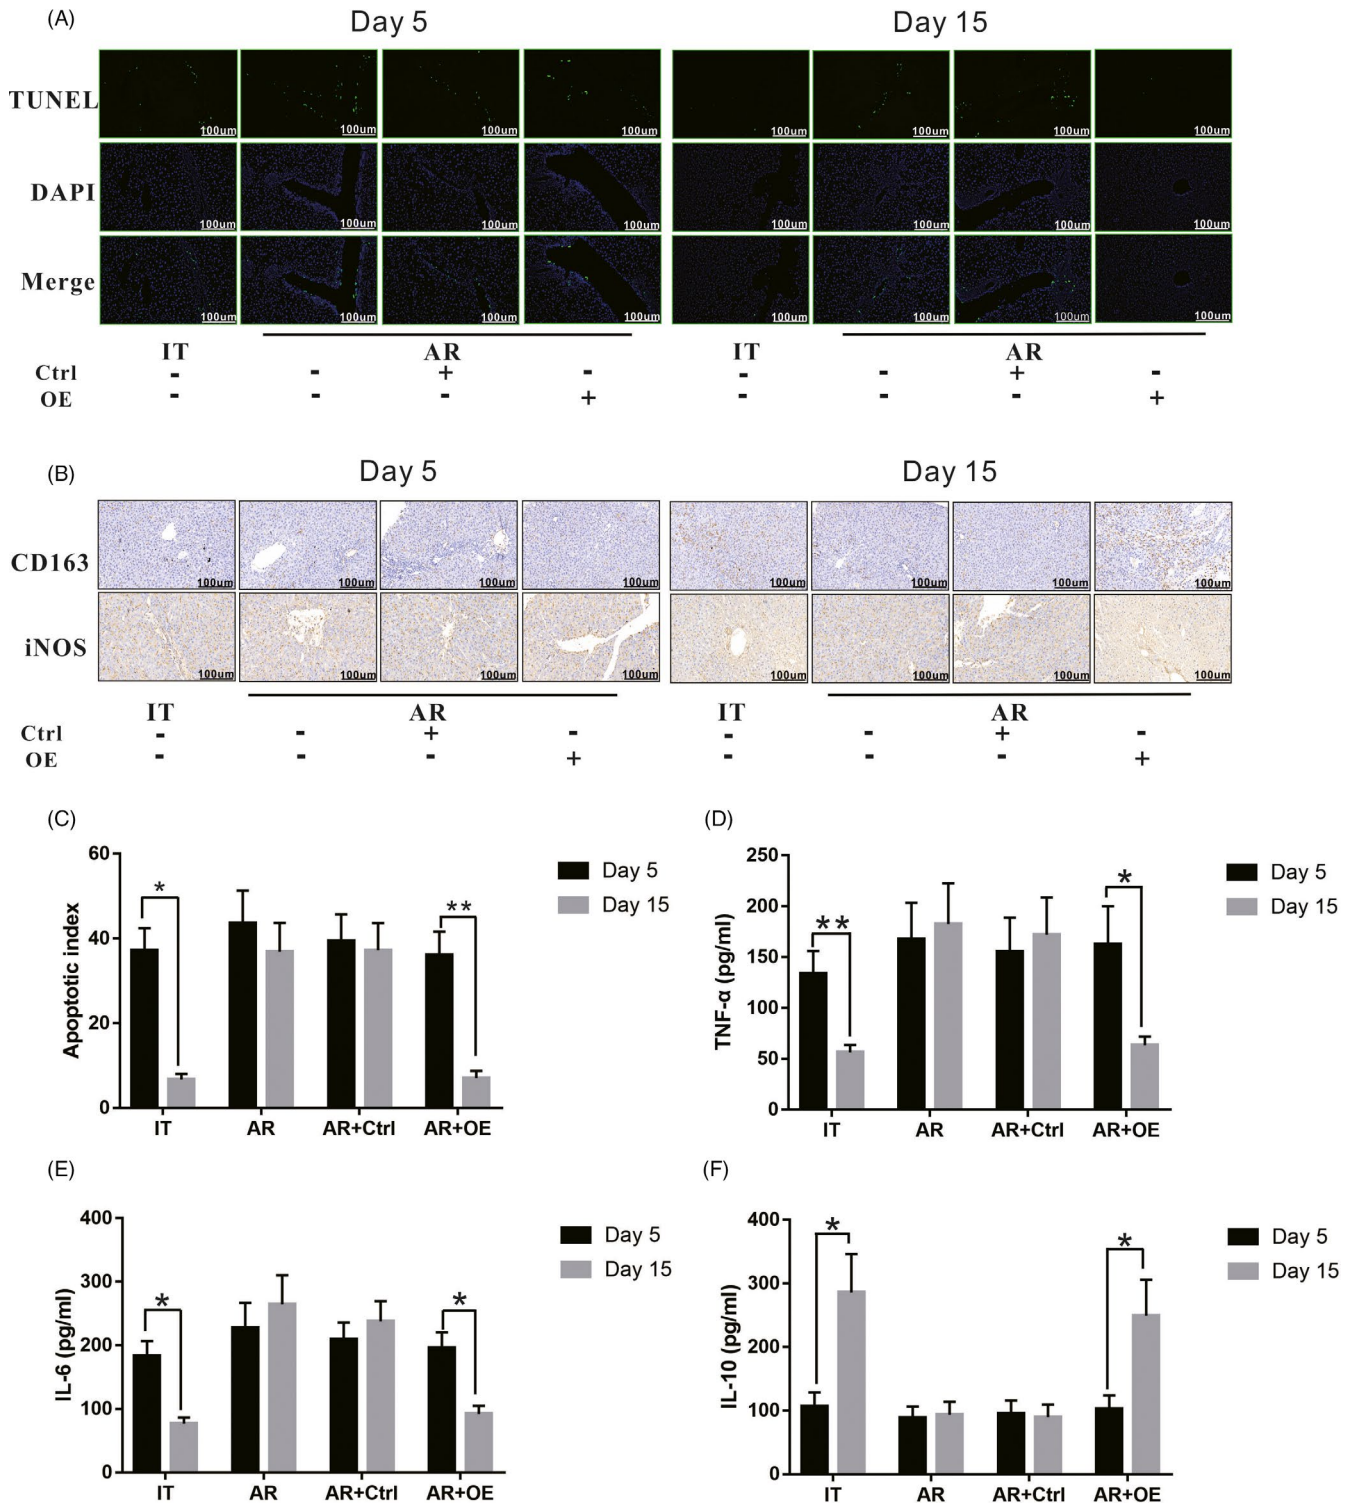 (A)
Day 5
Day 15
TUNEL
100um 100um 100um 100um 100um 100um 100um 100um
DAPI
100um 100um 100um 100um 100um 100um 100um 100um
Merge
100um 100um 100um 100um 100um 100um 100um 100um
IT AR IT AR
Ctrl - - + - - - + -
OE - - - + - - - +
(B)
Day 5
Day 15
CD163
100um 100um 100um 100um 100um 100um 100um 100um
iNOS
100um 100um 100um 100um 100um 100um 100um 100um
IT AR IT AR
Ctrl - - + - - - + -
OE - - - + - - - +
(C)
Apoptotic index
60
40
20
0
* **
IT AR AR+Ctrl AR+OE
Day 5
Day 15
(D)
TNF-α (pg/ml)
250
200
150
100
50
0
** *
IT AR AR+Ctrl AR+OE
Day 5
Day 15
(E)
IL-6 (pg/ml)
400
300
200
100
0
* *
IT AR AR+Ctrl AR+OE
Day 5
Day 15
(F)
IL-10 (pg/ml)
400
300
200
100
0
* *
IT AR AR+Ctrl AR+OE
Day 5
Day 15